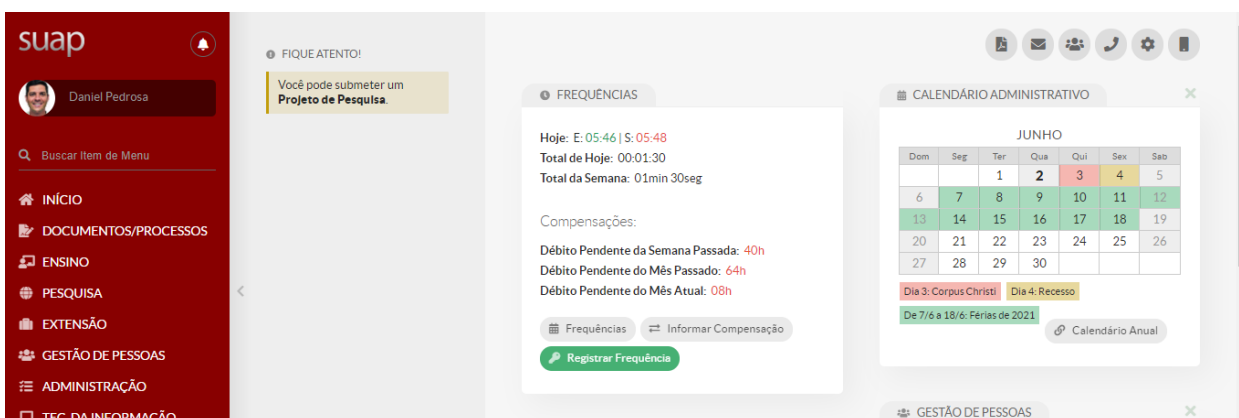 suap
Daniel Pedrosa
Buscar Item de Menu
INÍCIO
DOCUMENTOS/PROCESSOS
ENSINO
PESQUISA
EXTENSÃO
GESTÃO DE PESSOAS
ADMINISTRAÇÃO
TEC. DA INFORMAÇÃO
FIQUE ATENTO!
Você pode submeter um
Projeto de Pesquisa.
FREQUÊNCIAS
Hoje: E: 05:46 | S: 05:48
Total de Hoje: 00:01:30
Total da Semana: 01min 30seg
Compensações:
Débito Pendente da Semana Passada: 40h
Débito Pendente do Mês Passado: 64h
Débito Pendente do Mês Atual: 08h
Frequências
Informar Compensação
Registrar Frequência
CALENDÁRIO ADMINISTRATIVO
JUNHO
Dom Seg Ter Qua Qui Sex Sab
1 2 3 4 5
6 7 8 9 10 11 12
13 14 15 16 17 18 19
20 21 22 23 24 25 26
27 28 29 30
Dia 3: Corpus Christi Dia 4: Recesso
De 7/6 a 18/6: Férias de 2021
Calendário Anual
GESTÃO DE PESSOAS